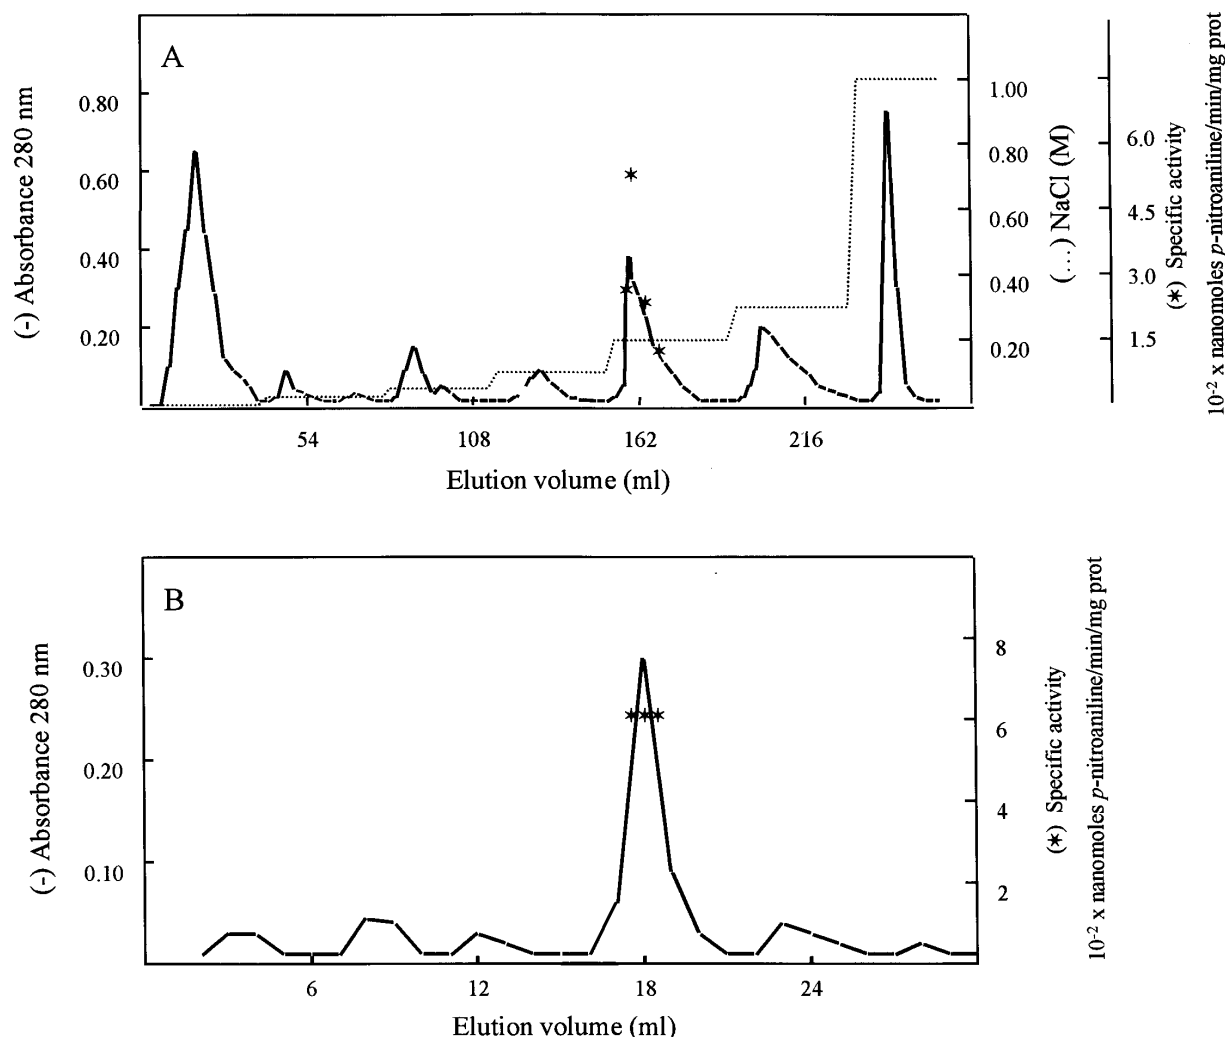 A
(-) Absorbance 280 nm
0.80
0.60
0.40
0.20
1.00
0.80
0.60
0.40
0.20
(...) NaCl (M)
6.0
4.5
3.0
1.5
(*) Specific activity
10⁻² x nanomoles p-nitroaniline/min/mg prot
54 108 162 216
Elution volume (ml)
B
(-) Absorbance 280 nm
0.30
0.20
0.10
8
6
4
2
(*) Specific activity
10⁻² x nanomoles p-nitroaniline/min/mg prot
6 12 18 24
Elution volume (ml)